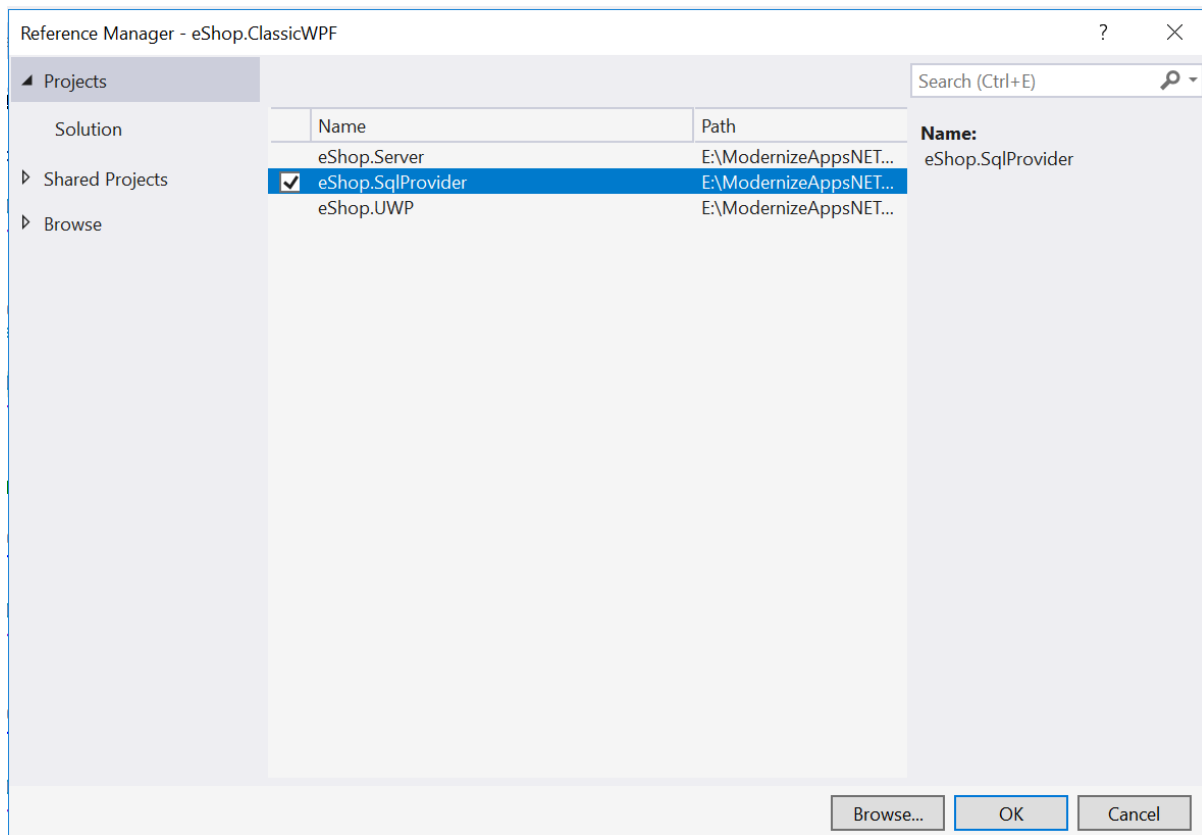 Reference Manager - eShop.ClassicWPF ?
Projects
Solution
Shared Projects
Browse
Name Path
eShop.Server E:\ModernizeAppsNET...
eShop.SqlProvider E:\ModernizeAppsNET...
eShop.UWP E:\ModernizeAppsNET...
Search (Ctrl+E)
Name:
eShop.SqlProvider
Browse... OK Cancel